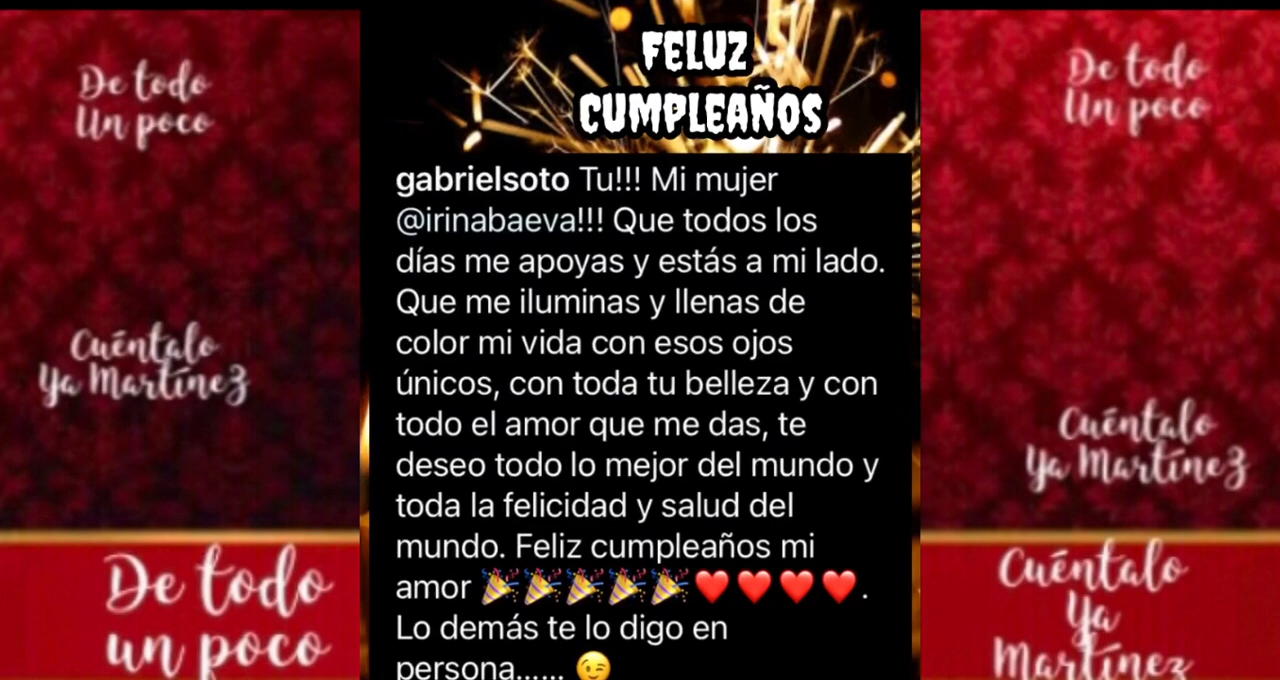 De todo
Un poco
Cuéntalo
Ya Martínez
De todo
un poco
FELUZ
CUMPLEAÑOS
gabrielsoto Tu!!! Mi mujer
@irinabaeva!!! Que todos los
días me apoyas y estás a mi lado.
Que me iluminas y llenas de
color mi vida con esos ojos
únicos, con toda tu belleza y con
todo el amor que me das, te
deseo todo lo mejor del mundo y
toda la felicidad y salud del
mundo. Feliz cumpleaños mi
amor 🎉🎉🎉🎉🎉❤️❤️❤️❤️.
Lo demás te lo digo en
persona...... 😉
De todo
Un poco
Cuéntalo
Ya Martínez
Cuéntalo
Ya
Martínez